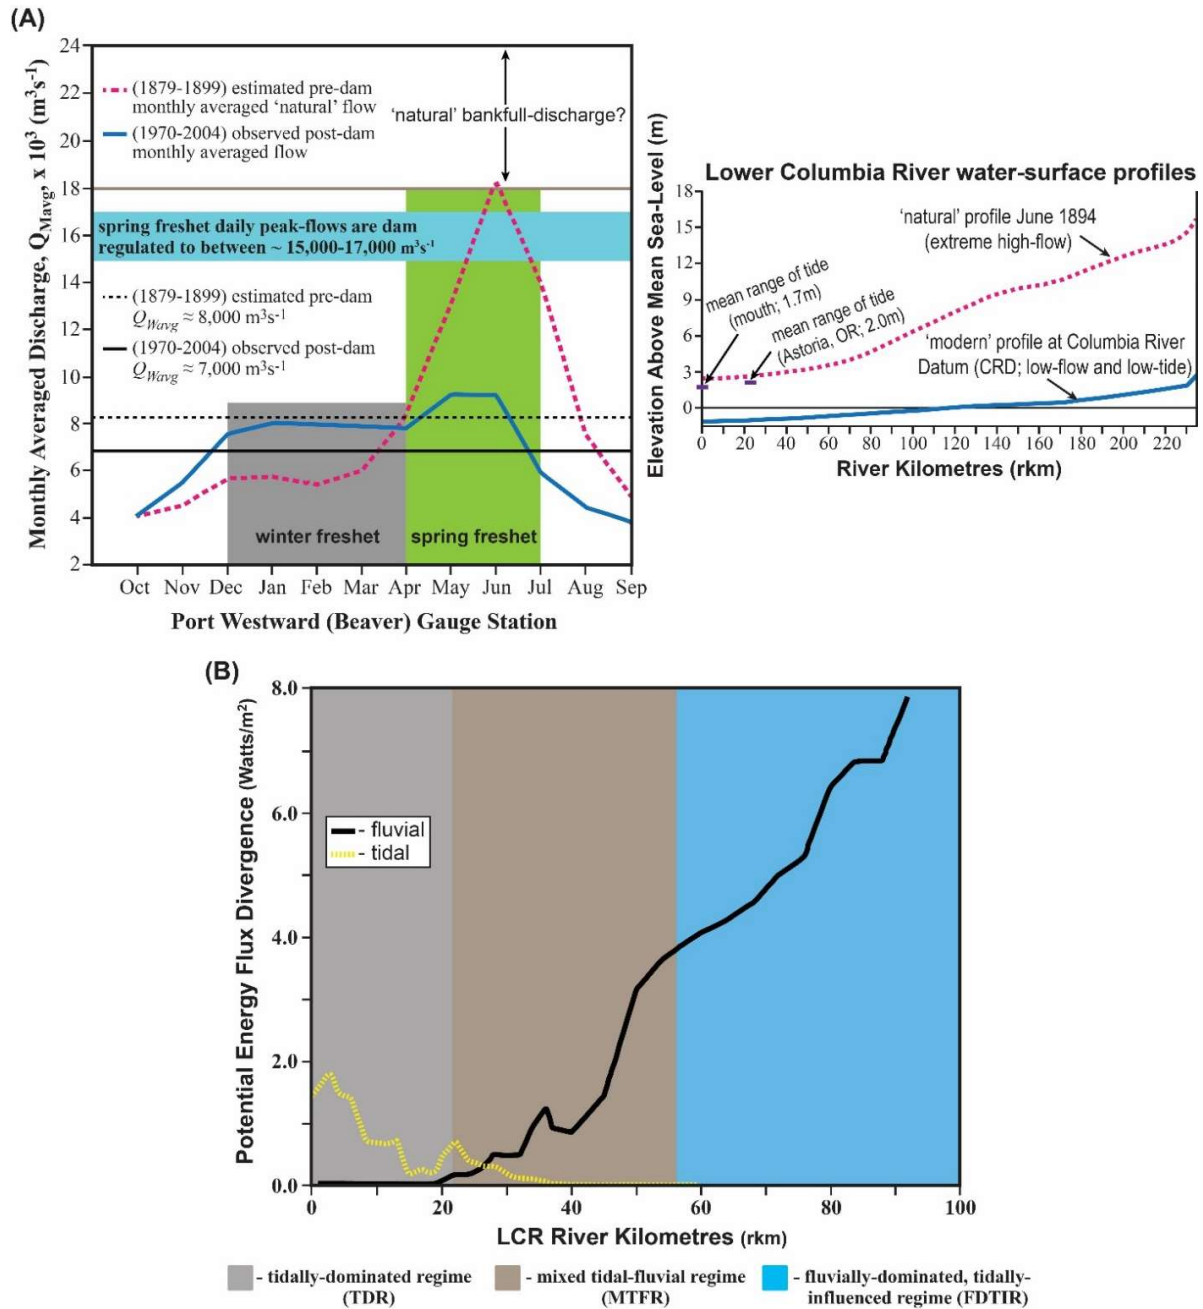 (A)
Monthly Averaged Discharge, Q_Mavg, x 10³ (m³s⁻¹)
24
22
20
18
16
14
12
10
8
6
4
2
(1879-1899) estimated pre-dam
monthly averaged ‘natural’ flow
(1970-2004) observed post-dam
monthly averaged flow
‘natural’ bankfull-discharge?
spring freshet daily peak-flows are dam
regulated to between ~ 15,000-17,000 m³s⁻¹
(1879-1899) estimated pre-dam
Q_Wavg ≈ 8,000 m³s⁻¹
(1970-2004) observed post-dam
Q_Wavg ≈ 7,000 m³s⁻¹
winter freshet
spring freshet
Oct Nov Dec Jan Feb Mar Apr May Jun Jul Aug Sep
Port Westward (Beaver) Gauge Station
Lower Columbia River water-surface profiles
Elevation Above Mean Sea-Level (m)
18
15
12
9
6
3
0
‘natural’ profile June 1894
(extreme high-flow)
mean range of tide
(mouth; 1.7m)
mean range of tide
(Astoria, OR; 2.0m)
‘modern’ profile at Columbia River
Datum (CRD; low-flow and low-tide)
0 20 40 60 80 100 120 140 160 180 200 220
River Kilometres (rkm)
(B)
Potential Energy Flux Divergence (Watts/m²)
8.0
6.0
4.0
2.0
0.0
- fluvial
- tidal
0 20 40 60 80 100
LCR River Kilometres (rkm)
- tidally-dominated regime
(TDR)
- mixed tidal-fluvial regime
(MTFR)
- fluvially-dominated, tidally-
influenced regime (FDTIR)